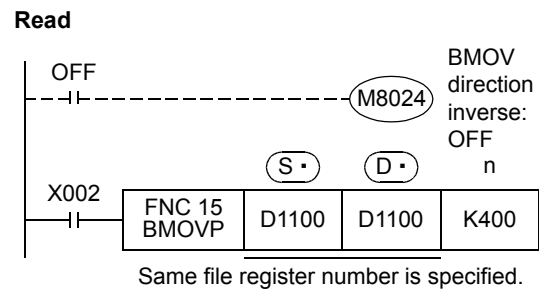 Read
OFF
M8024
BMOV
direction
inverse:
OFF
S・
D・
n
X002
FNC 15
BMOVP
D1100
D1100
K400
Same file register number is specified.